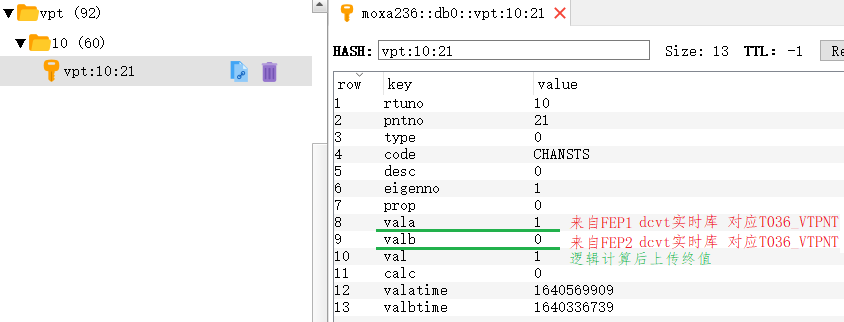 vpt (92)
10 (60)
vpt:10:21
moxa236::db0::vpt:10:21
HASH: vpt:10:21 Size: 13 TTL: -1 Re
row key value
1 rtuno 10
2 pntno 21
3 type 0
4 code CHANSTS
5 desc 0
6 eigenno 1
7 prop 0
8 vala 1 来自FEP1 dcvt实时库 对应T036_VTPNT
9 valb 0 来自FEP2 dcvt实时库 对应T036_VTPNT
10 val 1 逻辑计算后上传终值
11 calc 0
12 valatime 1640569909
13 valbtime 1640336739